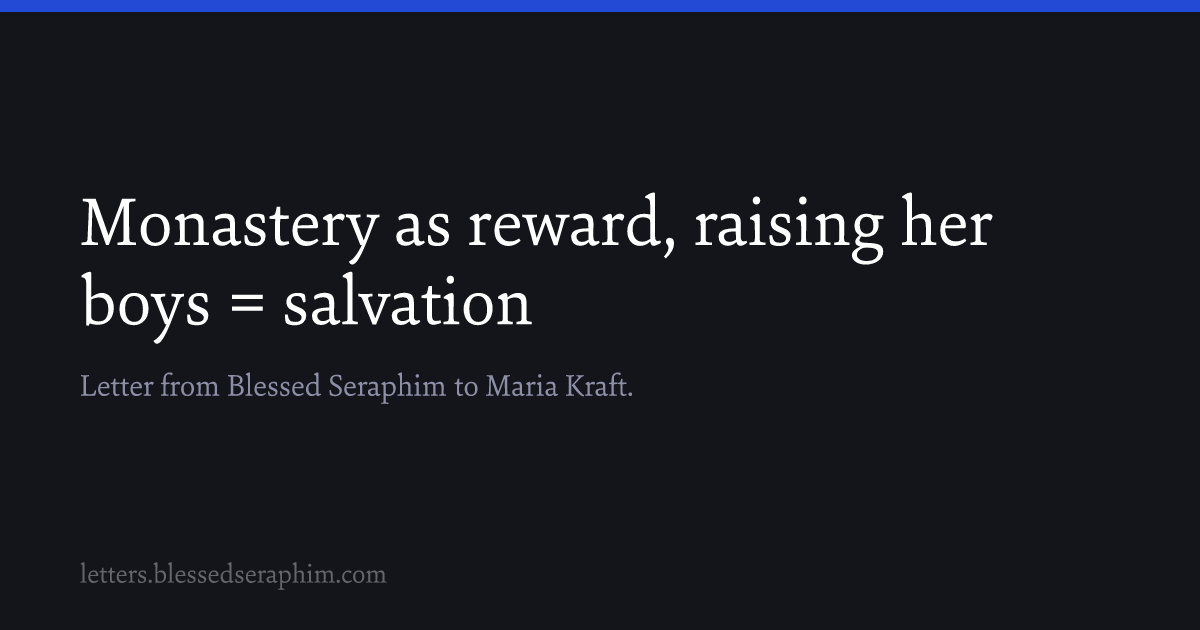 Monastery as reward, raising her
boys = salvation
Letter from Blessed Seraphim to Maria Kraft.
letters.blessedseraphim.com